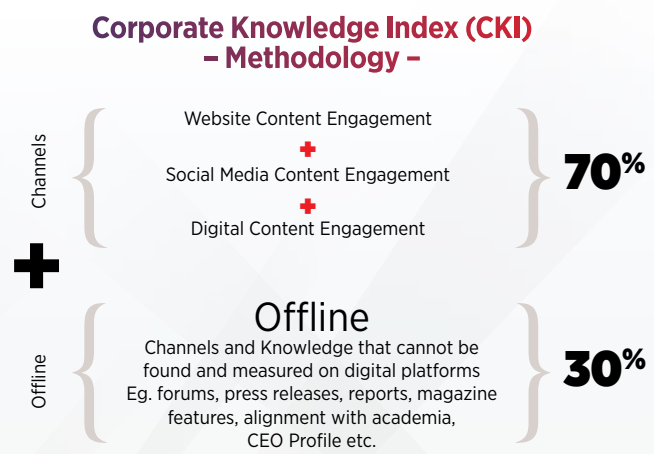 Corporate Knowledge Index (CKI)
– Methodology –
Channels
Website Content Engagement
+
Social Media Content Engagement
+
Digital Content Engagement
70%
+
Offline
Offline
Channels and Knowledge that cannot be
found and measured on digital platforms
Eg. forums, press releases, reports, magazine
features, alignment with academia,
CEO Profile etc.
30%